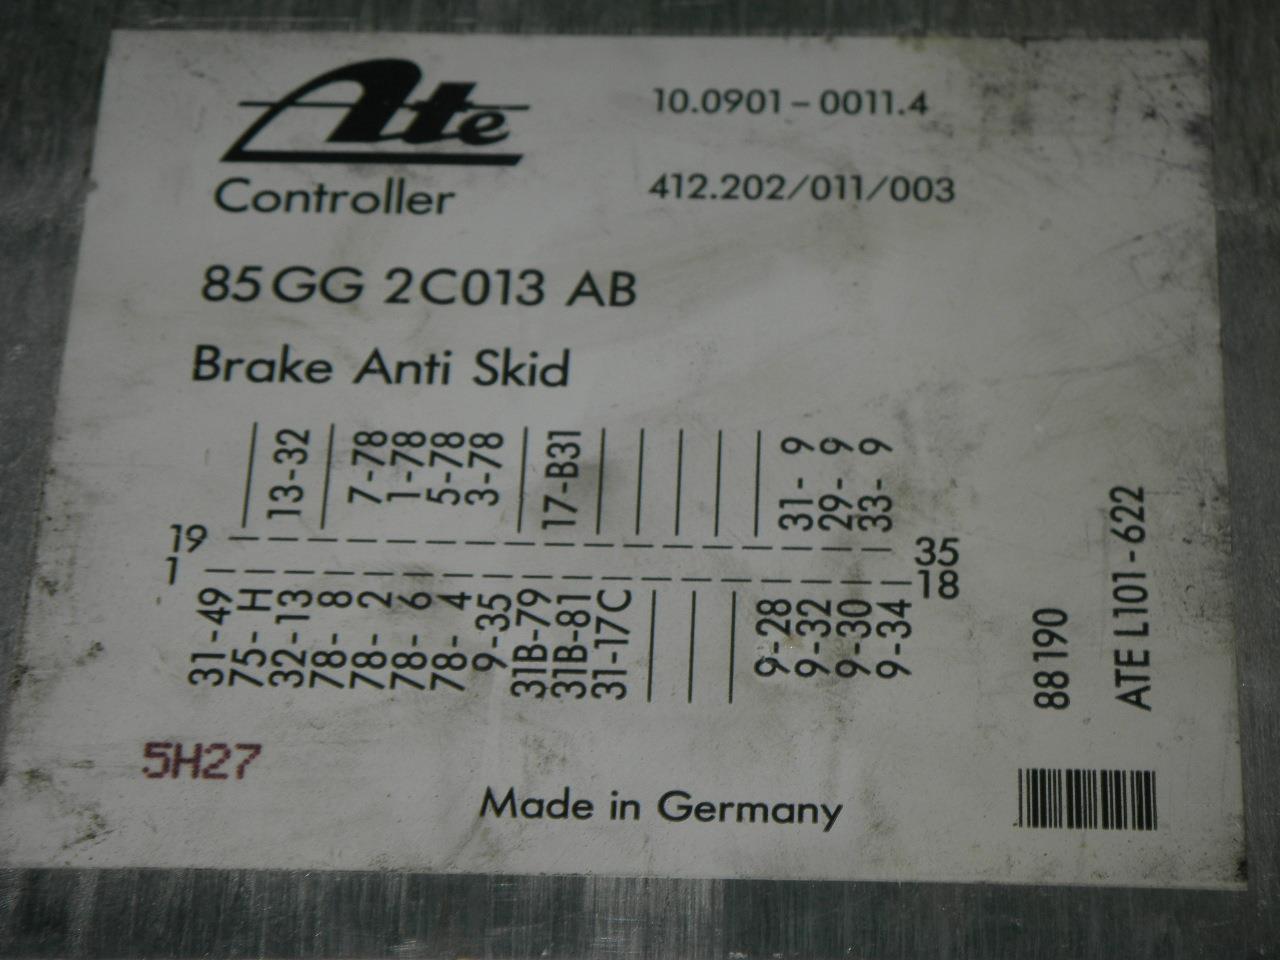 Ate
10.0901-0011.4
Controller
412.202/011/003
85GG 2C013 AB
Brake Anti Skid
13-32 7-78 1-78 5-78 3-78 17-B31 31- 9 29- 9 33- 9
19 35
1 18
31-49 75- H 32-13 78- 8 78- 2 78- 6 78- 4 9-35 31B-79 31B-81 31-17C 9-28 9-32 9-30 9-34
88190
ATE L101-622
5H27
Made in Germany